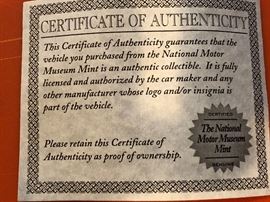 CERTIFICATE OF AUTHENTICITY
This Certificate of Authenticity guarantees that the
vehicle you purchased from the National Motor
Museum Mint is an authentic collectible. It is fully
licensed and authorized by the car maker and any
other manufacturer whose logo and/or insignia is
part of the vehicle.
Please retain this Certificate of
Authenticity as proof of ownership.
CERTIFIED
The National
Motor Museum
Mint
GENUINE